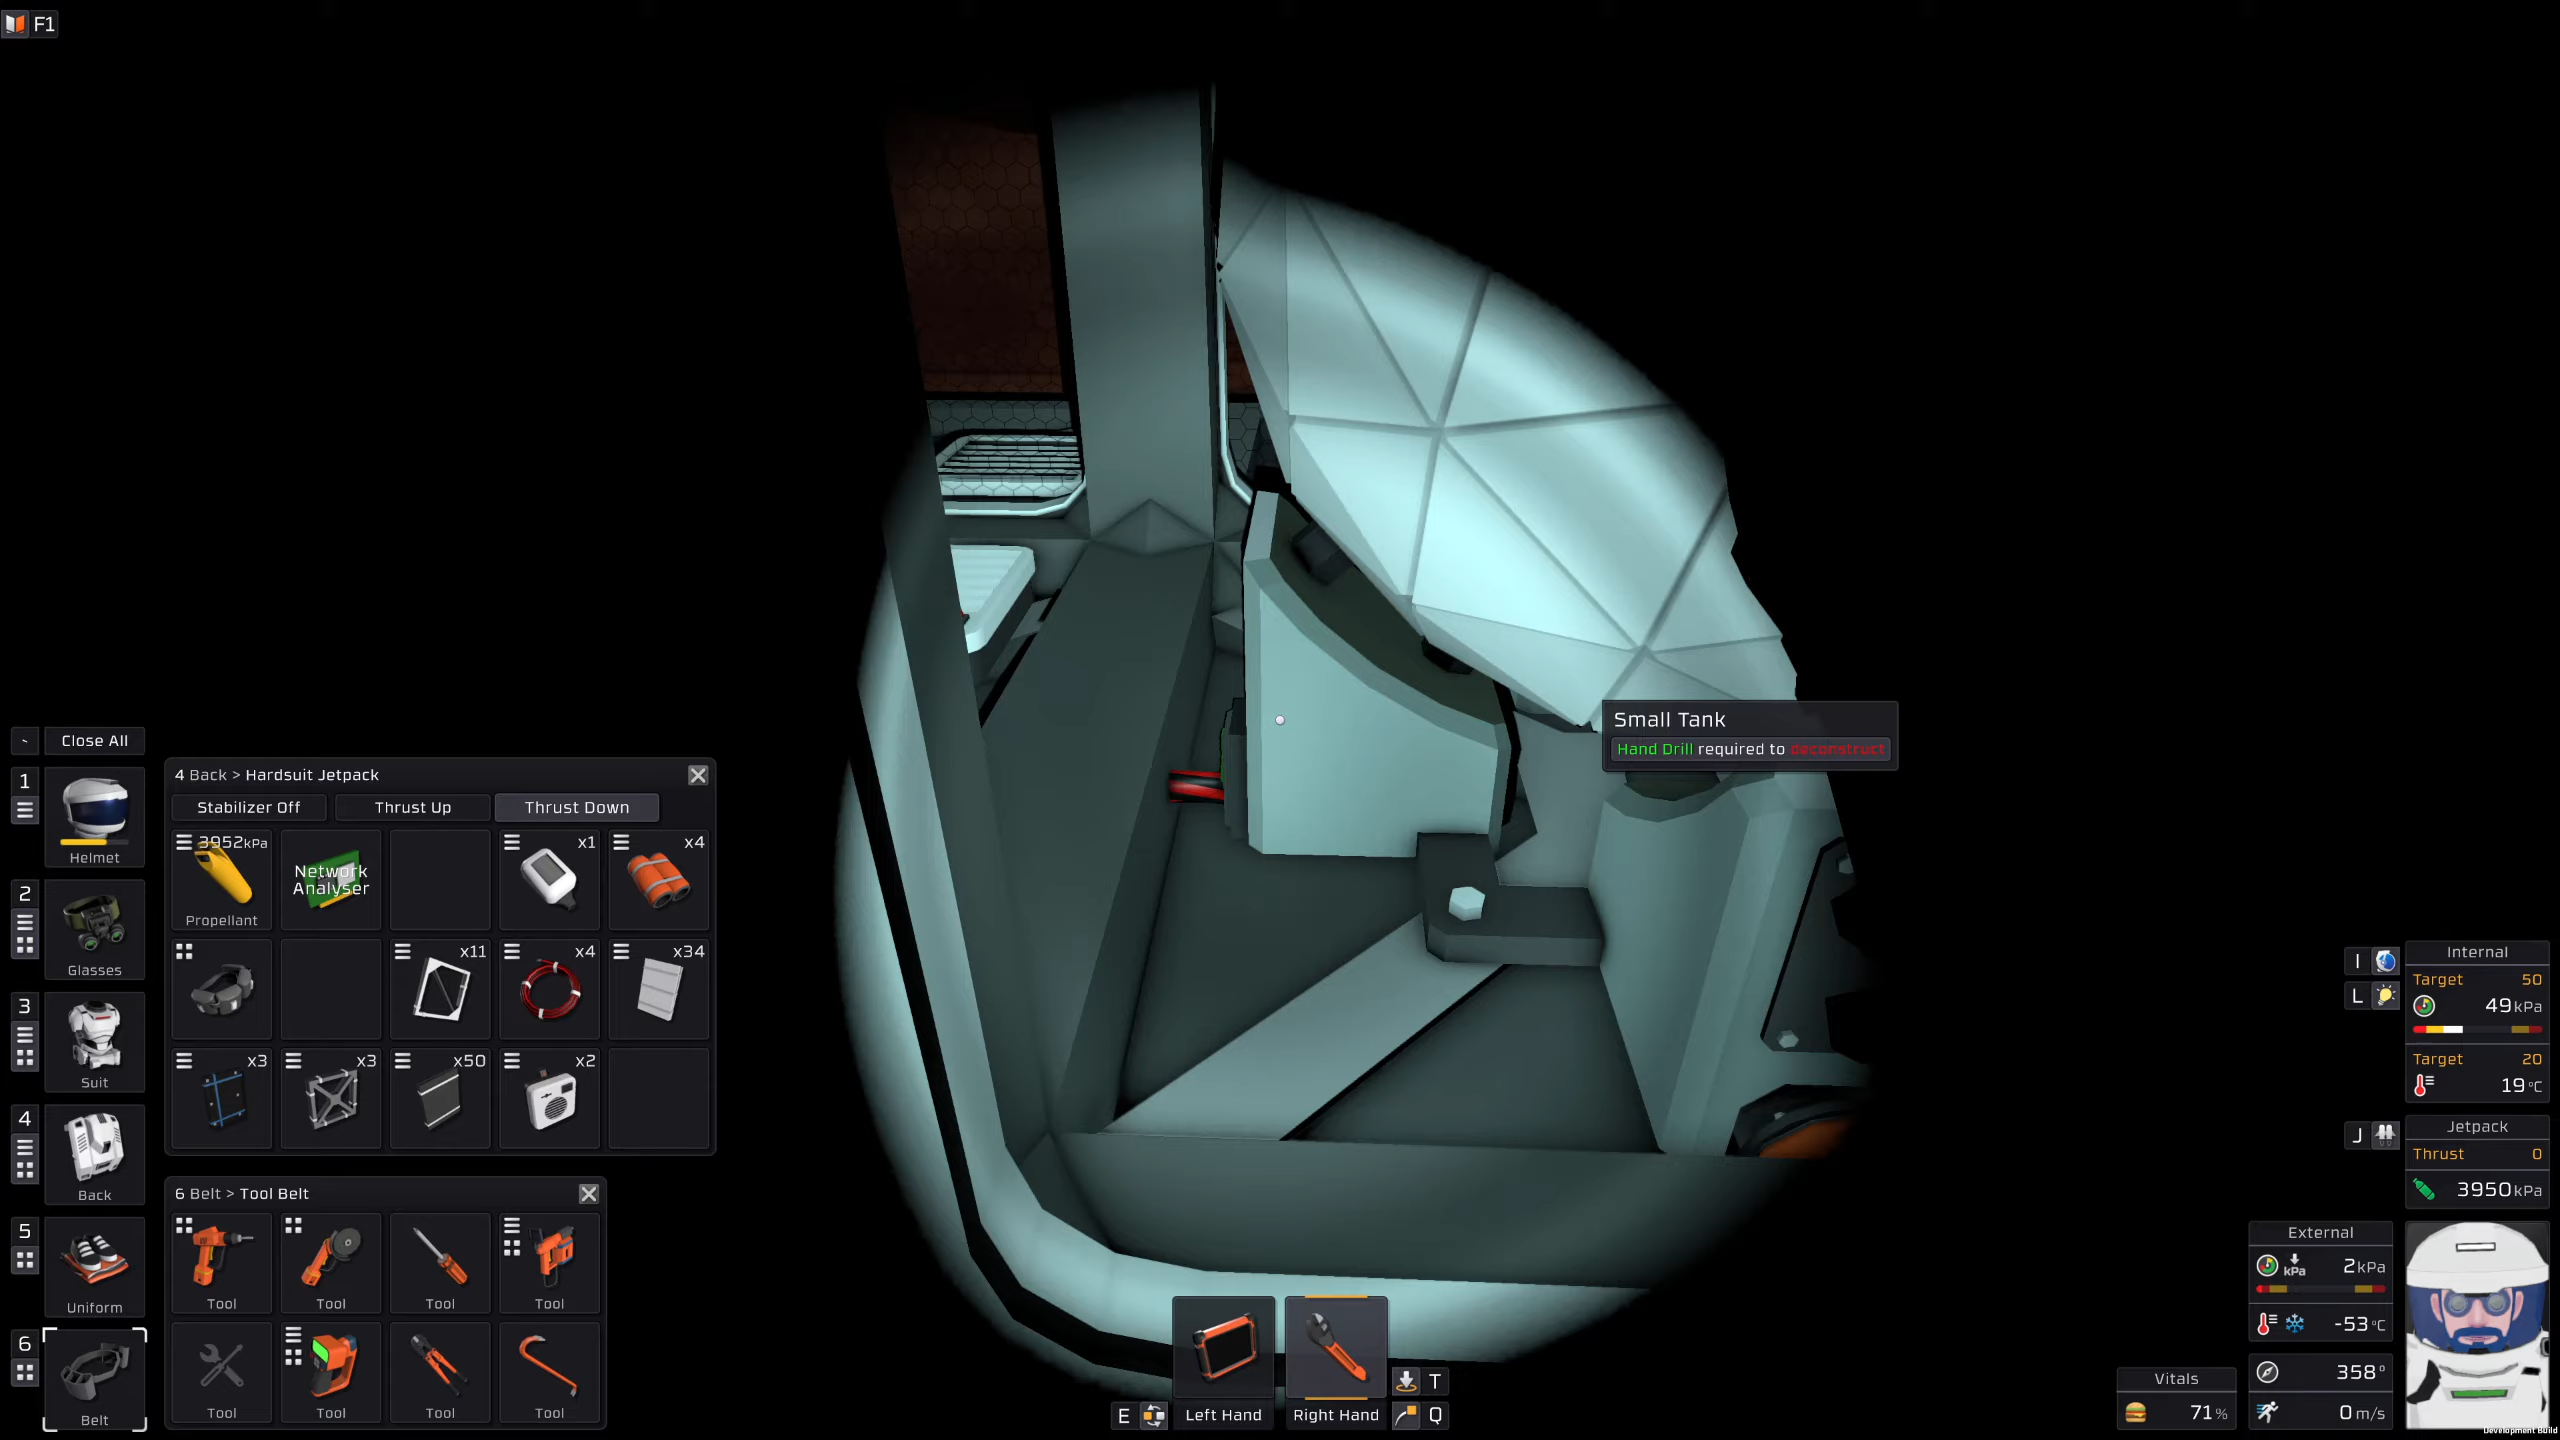 F1
Small Tank
Hand Drill required to deconstruct
~ Close All
1
Helmet
2
Glasses
3
Suit
4
Back
5
Uniform
6
Belt
4 Back > Hardsuit Jetpack
Stabilizer Off Thrust Up Thrust Down
3952kPa x1 x4
Network Analyser
Propellant
x11 x4 x34
x3 x3 x50 x2
6 Belt > Tool Belt
Tool Tool Tool Tool
Tool Tool Tool Tool
E Left Hand Right Hand
T
Q
I
L
Internal
Target 50
49kPa
Target 20
19°C
J
Jetpack
Thrust 0
3950kPa
External
kPa 2kPa
-53°C
358°
0m/s
Vitals
71%
Development Build